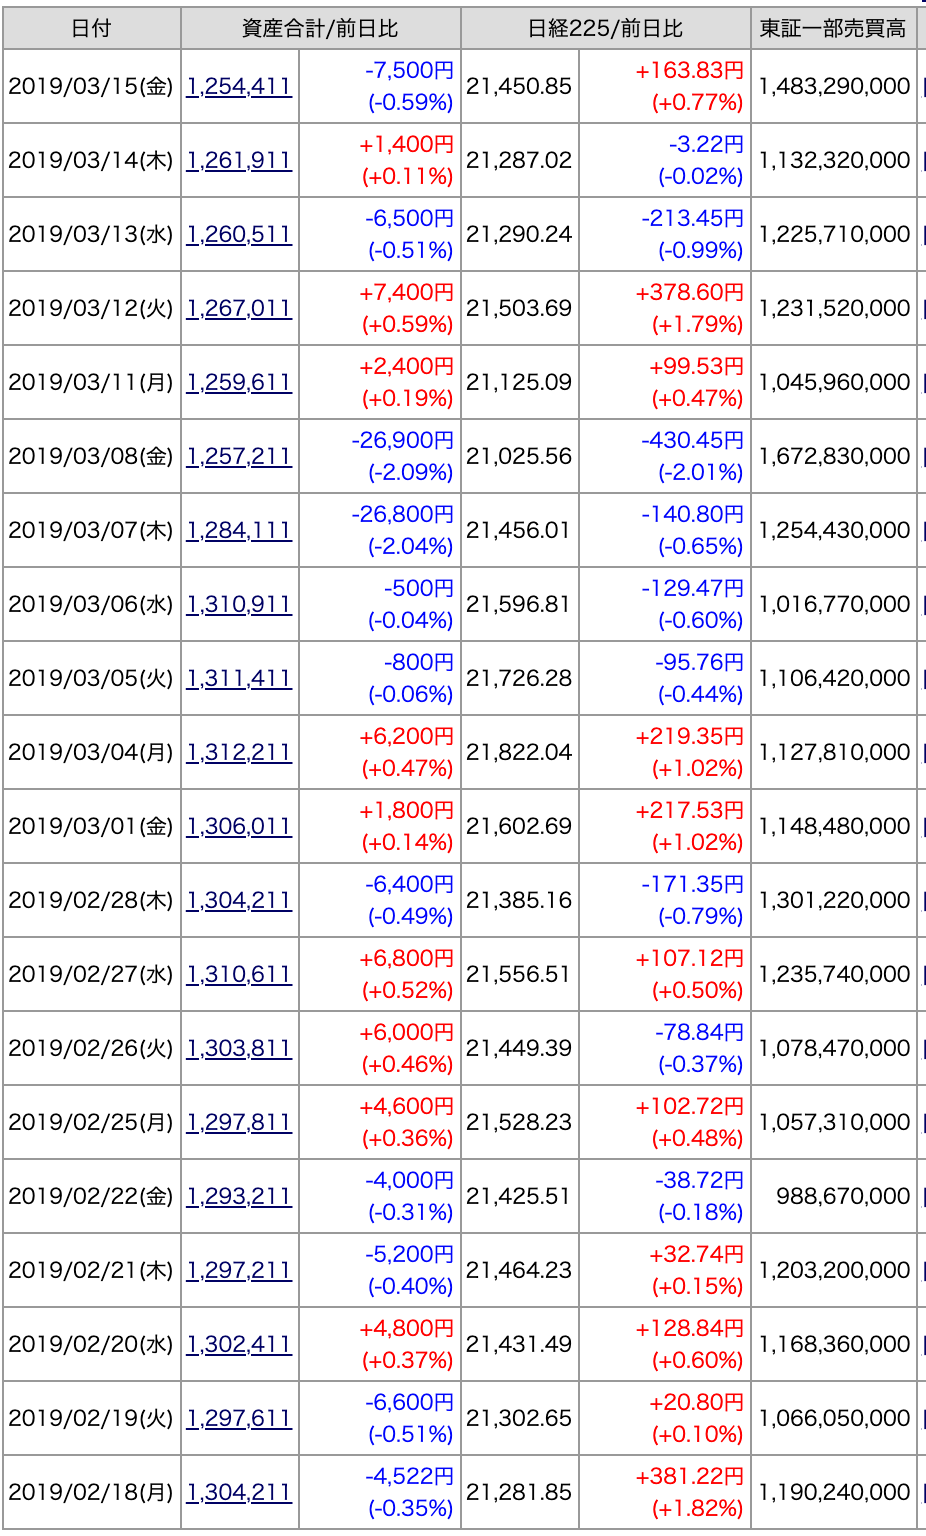 日付 資産合計/前日比 日経225/前日比 東証一部売買高
2019/03/15(金) 1,254,411 -7,500円 (-0.59%) 21,450.85 +163.83円 (+0.77%) 1,483,290,000
2019/03/14(木) 1,261,911 +1,400円 (+0.11%) 21,287.02 -3.22円 (-0.02%) 1,132,320,000
2019/03/13(水) 1,260,511 -6,500円 (-0.51%) 21,290.24 -213.45円 (-0.99%) 1,225,710,000
2019/03/12(火) 1,267,011 +7,400円 (+0.59%) 21,503.69 +378.60円 (+1.79%) 1,231,520,000
2019/03/11(月) 1,259,611 +2,400円 (+0.19%) 21,125.09 +99.53円 (+0.47%) 1,045,960,000
2019/03/08(金) 1,257,211 -26,900円 (-2.09%) 21,025.56 -430.45円 (-2.01%) 1,672,830,000
2019/03/07(木) 1,284,111 -26,800円 (-2.04%) 21,456.01 -140.80円 (-0.65%) 1,254,430,000
2019/03/06(水) 1,310,911 -500円 (-0.04%) 21,596.81 -129.47円 (-0.60%) 1,016,770,000
2019/03/05(火) 1,311,411 -800円 (-0.06%) 21,726.28 -95.76円 (-0.44%) 1,106,420,000
2019/03/04(月) 1,312,211 +6,200円 (+0.47%) 21,822.04 +219.35円 (+1.02%) 1,127,810,000
2019/03/01(金) 1,306,011 +1,800円 (+0.14%) 21,602.69 +217.53円 (+1.02%) 1,148,480,000
2019/02/28(木) 1,304,211 -6,400円 (-0.49%) 21,385.16 -171.35円 (-0.79%) 1,301,220,000
2019/02/27(水) 1,310,611 +6,800円 (+0.52%) 21,556.51 +107.12円 (+0.50%) 1,235,740,000
2019/02/26(火) 1,303,811 +6,000円 (+0.46%) 21,449.39 -78.84円 (-0.37%) 1,078,470,000
2019/02/25(月) 1,297,811 +4,600円 (+0.36%) 21,528.23 +102.72円 (+0.48%) 1,057,310,000
2019/02/22(金) 1,293,211 -4,000円 (-0.31%) 21,425.51 -38.72円 (-0.18%) 988,670,000
2019/02/21(木) 1,297,211 -5,200円 (-0.40%) 21,464.23 +32.74円 (+0.15%) 1,203,200,000
2019/02/20(水) 1,302,411 +4,800円 (+0.37%) 21,431.49 +128.84円 (+0.60%) 1,168,360,000
2019/02/19(火) 1,297,611 -6,600円 (-0.51%) 21,302.65 +20.80円 (+0.10%) 1,066,050,000
2019/02/18(月) 1,304,211 -4,522円 (-0.35%) 21,281.85 +381.22円 (+1.82%) 1,190,240,000